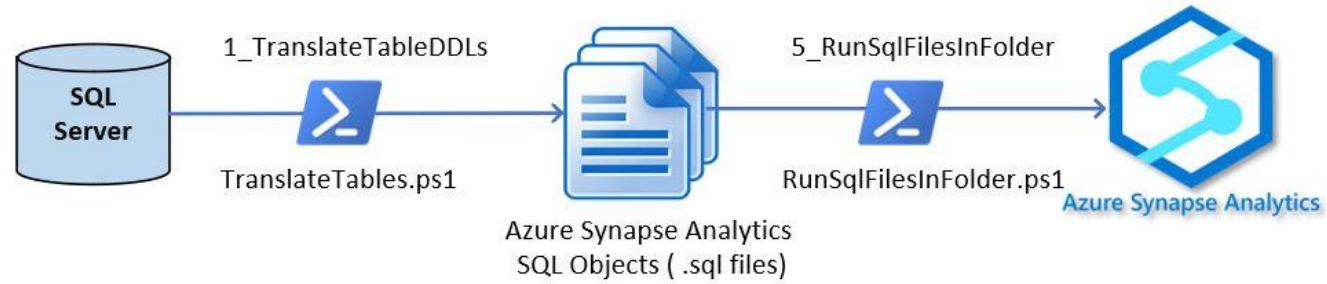 1_TranslateTableDDLs
5_RunSqlFilesInFolder
SQL
Server
TranslateTables.ps1
RunSqlFilesInFolder.ps1
Azure Synapse Analytics
Azure Synapse Analytics
SQL Objects ( .sql files)